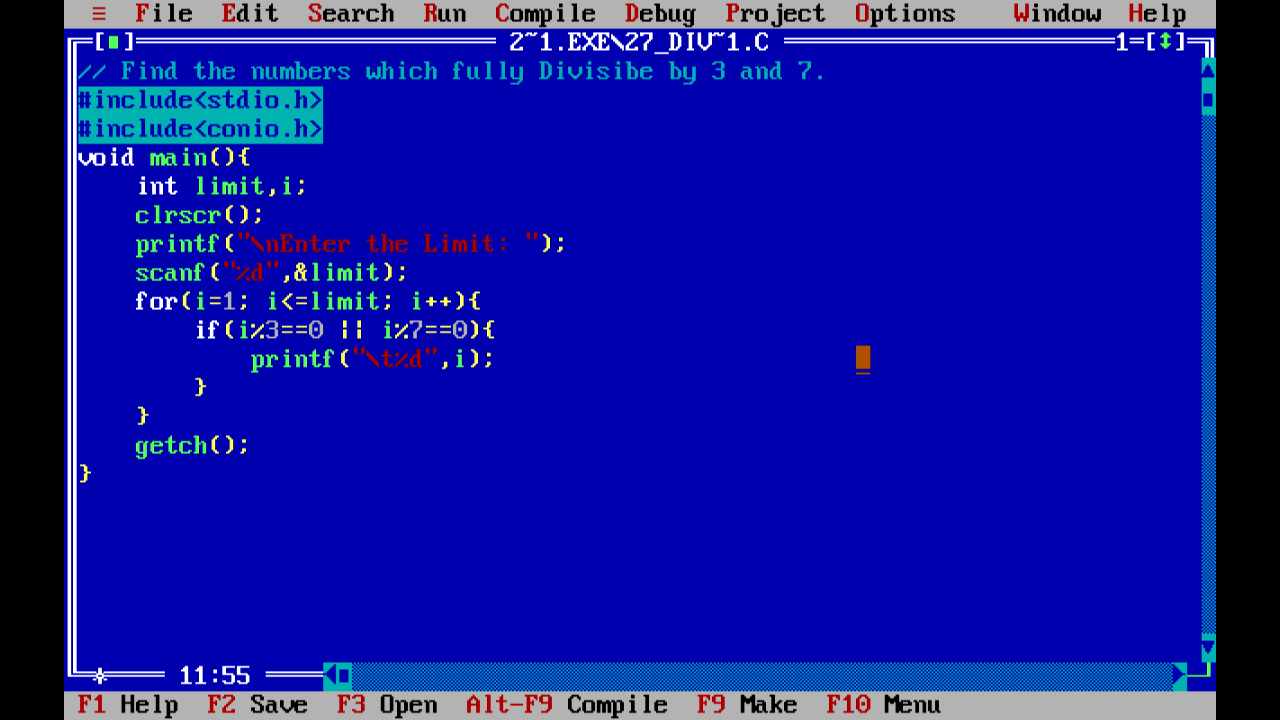 ≡ File Edit Search Run Compile Debug Project Options Window Help
[■] 2~1.EXE\27_DIV~1.C 1=[↕]
// Find the numbers which fully Divisibe by 3 and 7.
#include<stdio.h>
#include<conio.h>
void main(){
    int limit,i;
    clrscr();
    printf("\nEnter the Limit: ");
    scanf("%d",&limit);
    for(i=1; i<=limit; i++){
        if(i%3==0 || i%7==0){
            printf("\t%d",i);
        }
    }
    getch();
}
11:55
F1 Help F2 Save F3 Open Alt-F9 Compile F9 Make F10 Menu